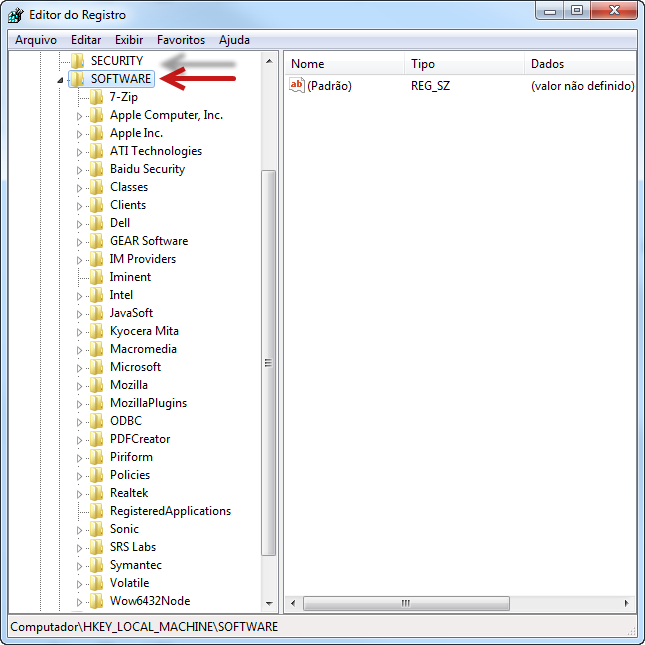 Editor do Registro
Arquivo Editar Exibir Favoritos Ajuda
SECURITY
SOFTWARE
7-Zip
Apple Computer, Inc.
Apple Inc.
ATI Technologies
Baidu Security
Classes
Clients
Dell
GEAR Software
IM Providers
Iminent
Intel
JavaSoft
Kyocera Mita
Macromedia
Microsoft
Mozilla
MozillaPlugins
ODBC
PDFCreator
Piriform
Policies
Realtek
RegisteredApplications
Sonic
SRS Labs
Symantec
Volatile
Wow6432Node
Nome Tipo Dados
ab (Padrão) REG_SZ (valor não definido)
Computador\HKEY_LOCAL_MACHINE\SOFTWARE